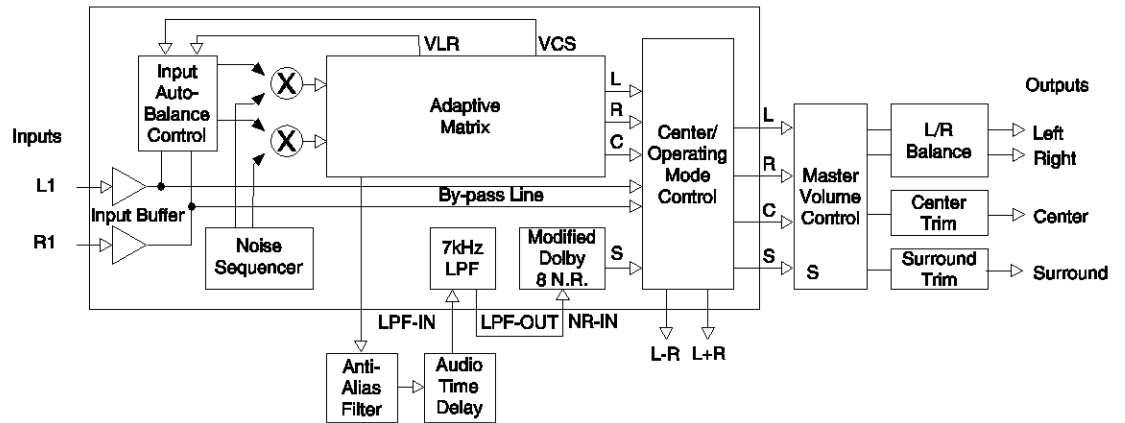 VLR
VCS
Input
Auto-
Balance
Control
X
X
Adaptive
Matrix
L
R
C
Center/
Operating
Mode
Control
L
R
C
S
Master
Volume
Control
S
Outputs
L/R
Balance
Left
Right
Center
Trim
Center
Surround
Trim
Surround
Inputs
L1
Input Buffer
R1
By-pass Line
Noise
Sequencer
7kHz
LPF
Modified
Dolby
8 N.R.
S
LPF-IN
LPF-OUT
NR-IN
L-R
L+R
Anti-
Alias
Filter
Audio
Time
Delay